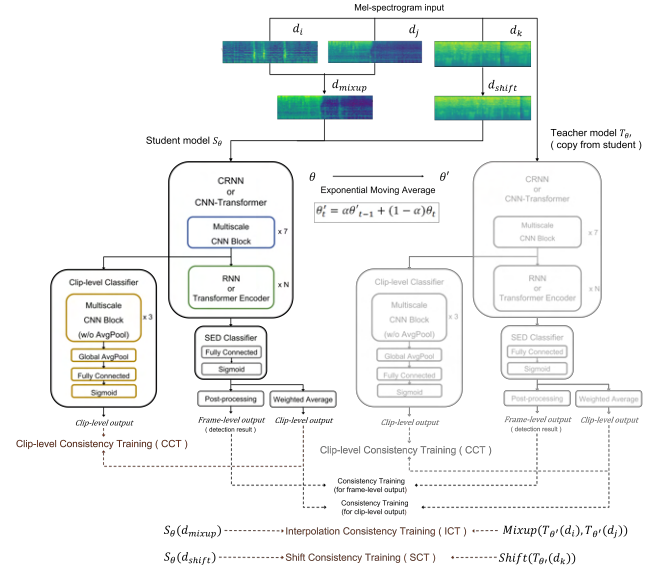 Mel-spectrogram input
d_i
d_j
d_k
d_mixup
d_shift
Student model S_θ
Teacher model T_θ′
( copy from student )
θ
θ′
Exponential Moving Average
θ′_t = αθ′_{t−1} + (1 − α)θ_t
CRNN
or
CNN-Transformer
Multiscale
CNN Block
x 7
RNN
or
Transformer Encoder
x N
Clip-level Classifier
Multiscale
CNN Block
(w/o AvgPool)
x 3
Global AvgPool
Fully Connected
Sigmoid
SED Classifier
Fully Connected
Sigmoid
Post-processing
Weighted Average
Clip-level output
Frame-level output
( detection result )
Clip-level output
Clip-level Consistency Training ( CCT )
CRNN
or
CNN-Transformer
Multiscale
CNN Block
x 7
RNN
or
Transformer Encoder
x N
Clip-level Classifier
Multiscale
CNN Block
(w/o AvgPool)
x 3
Global AvgPool
Fully Connected
Sigmoid
SED Classifier
Fully Connected
Sigmoid
Post-processing
Weighted Average
Clip-level output
Frame-level output
( detection result )
Clip-level output
Clip-level Consistency Training ( CCT )
Consistency Training
(for frame-level output)
Consistency Training
(for clip-level output)
S_θ(d_mixup)
Interpolation Consistency Training ( ICT )
Mixup(T_θ′(d_i), T_θ′(d_j))
S_θ(d_shift)
Shift Consistency Training ( SCT )
Shift(T_θ′(d_k))